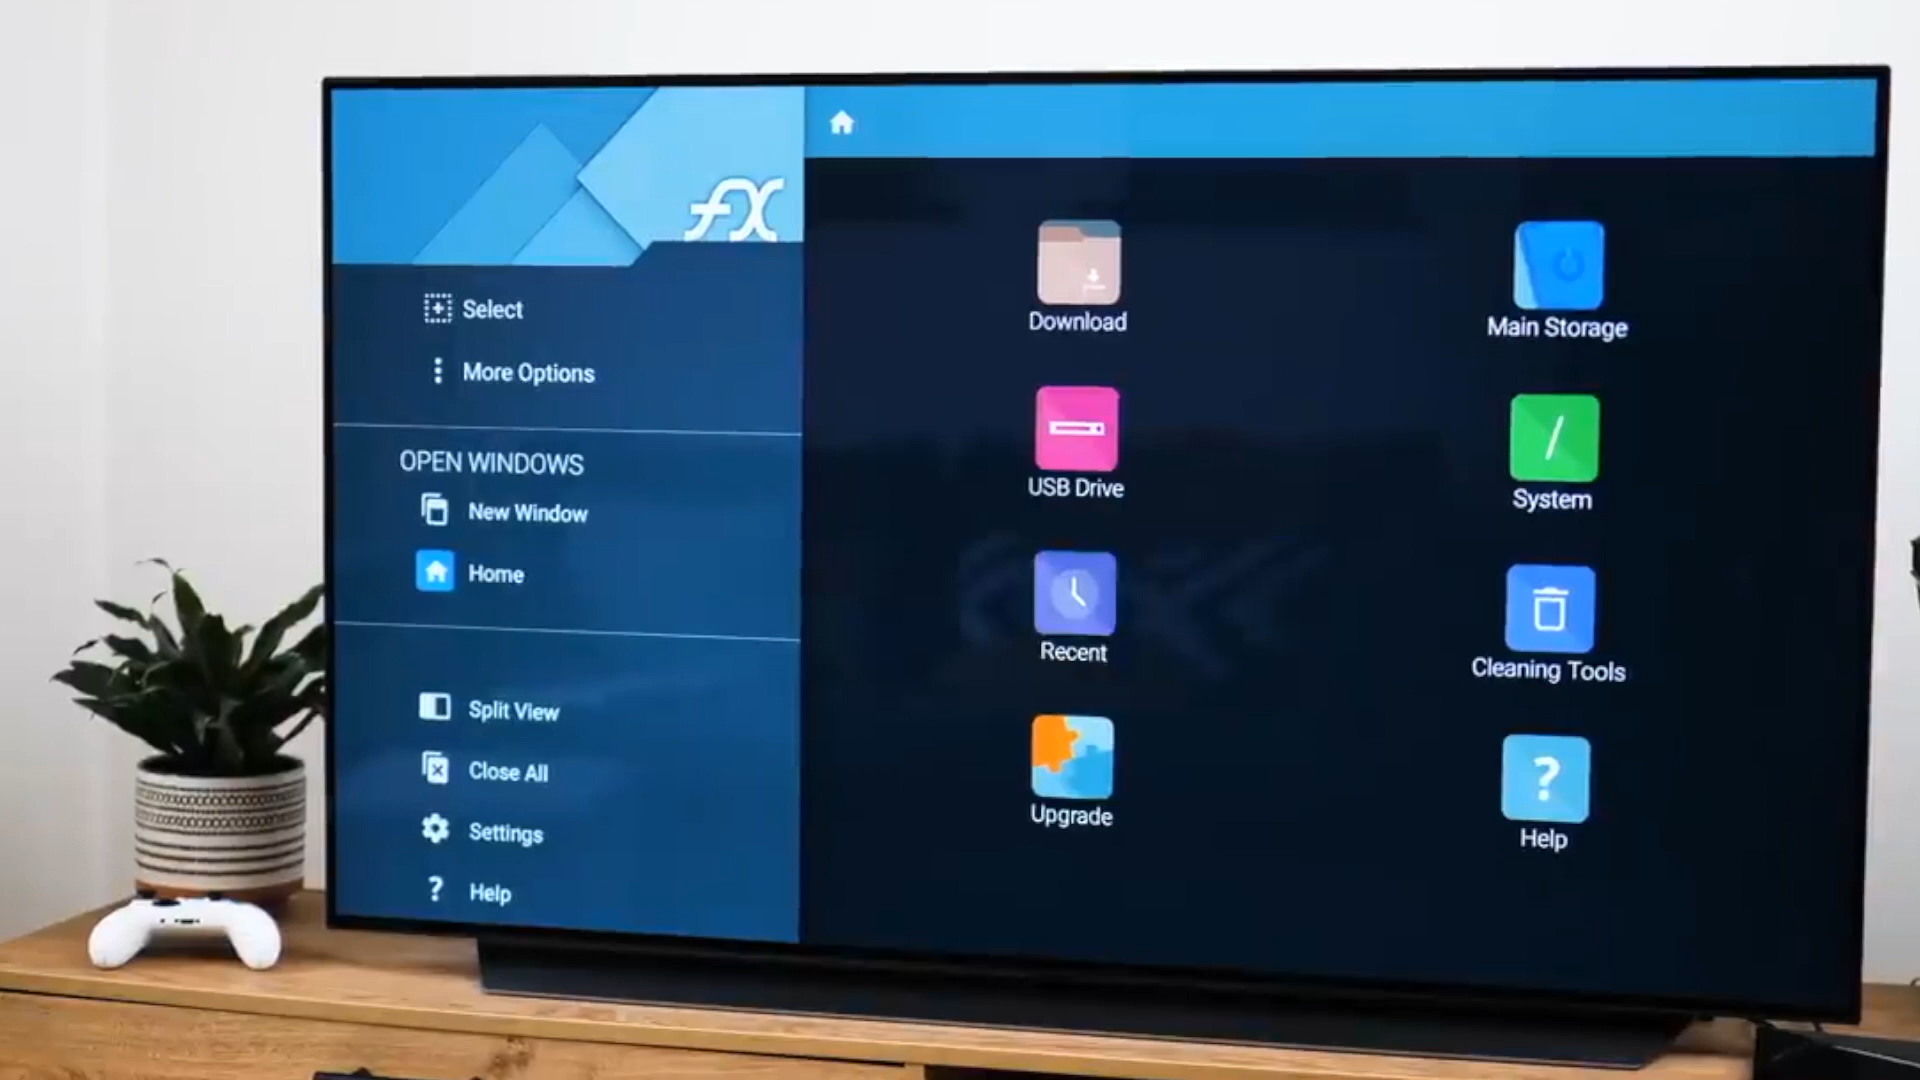 fX
Select
More Options
OPEN WINDOWS
New Window
Home
Split View
Close All
Settings
? Help
Download
Main Storage
USB Drive
/
System
Recent
Cleaning Tools
Upgrade
?
Help